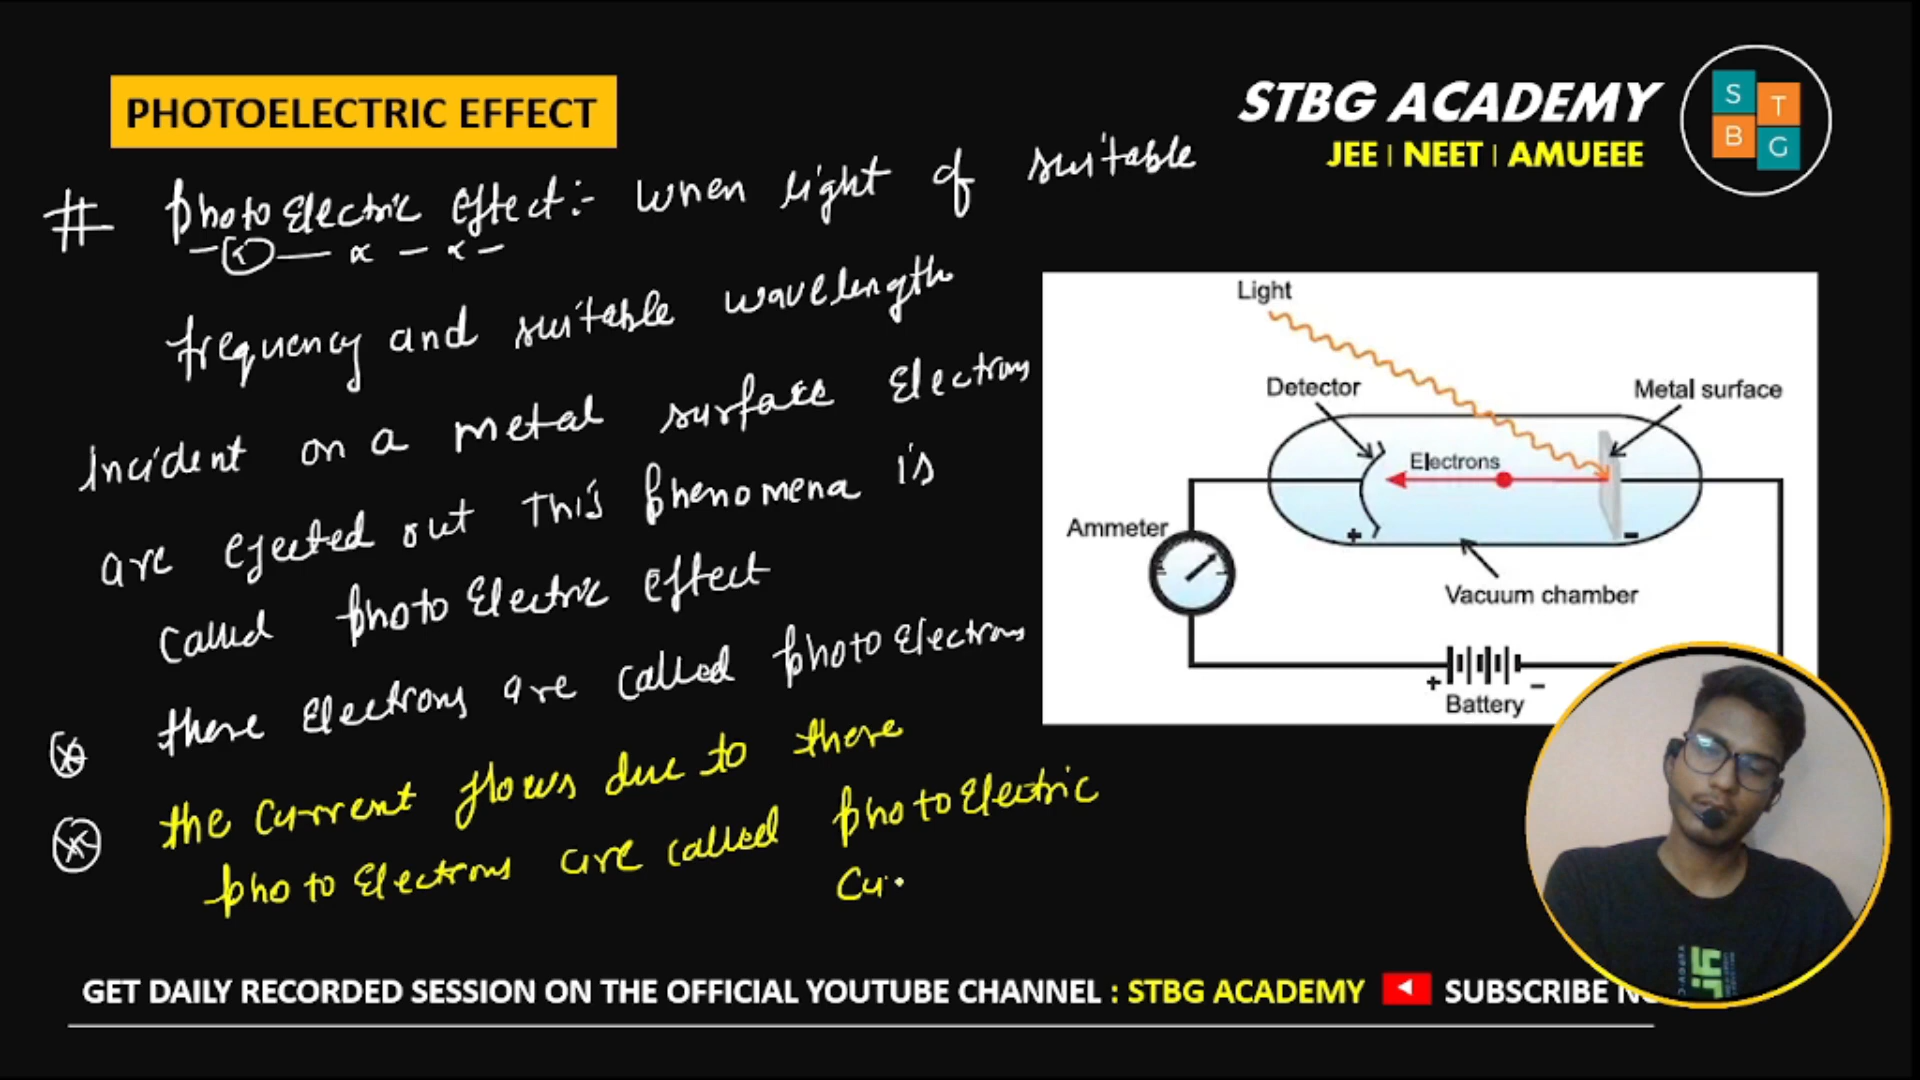 PHOTOELECTRIC EFFECT
STBG ACADEMY
JEE | NEET | AMUEEE
S
T
B
G
# Photo Electric Effect:- When light of suitable
frequency and suitable wavelength
Incident on a metal surface Electrons
are ejected out This phenomena is
Called photo Electric effect
these Electrons are called photo Electrons
the current flows due to these
photo Electrons are called photo Electric
Cu
Light
Detector
Metal surface
Electrons
Ammeter
+
-
Vacuum chamber
+
-
Battery
GET DAILY RECORDED SESSION ON THE OFFICIAL YOUTUBE CHANNEL : STBG ACADEMY SUBSCRIBE